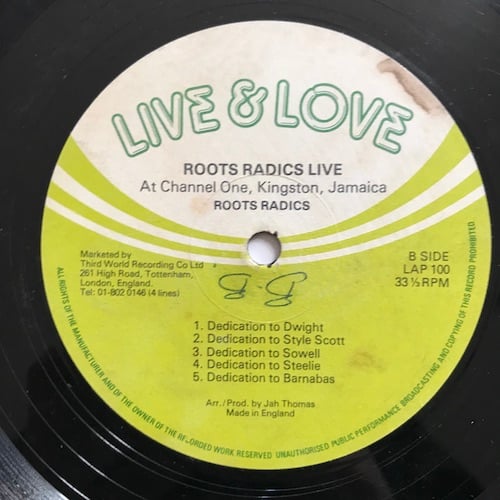 LIVE & LOVE
ROOTS RADICS LIVE
At Channel One, Kingston, Jamaica
ROOTS RADICS
Marketed by
Third World Recording Co Ltd
261 High Road, Tottenham,
London, England.
Tel: 01-802 0146 (4 lines)
B SIDE
LAP 100
33⅓RPM
1. Dedication to Dwight
2. Dedication to Style Scott
3. Dedication to Sowell
4. Dedication to Steelie
5. Dedication to Barnabas
Arr./Prod. by Jah Thomas
Made in England
ALL RIGHTS OF THE MANUFACTURER AND OF THE OWNER OF THE RECORDED WORK RESERVED UNAUTHORISED PUBLIC PERFORMANCE BROADCASTING AND COPYING OF THIS RECORD PROHIBITED